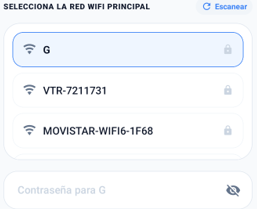 SELECCIONA LA RED WIFI PRINCIPAL
Escanear
G
VTR-7211731
MOVISTAR-WIFI6-1F68
Contraseña para G